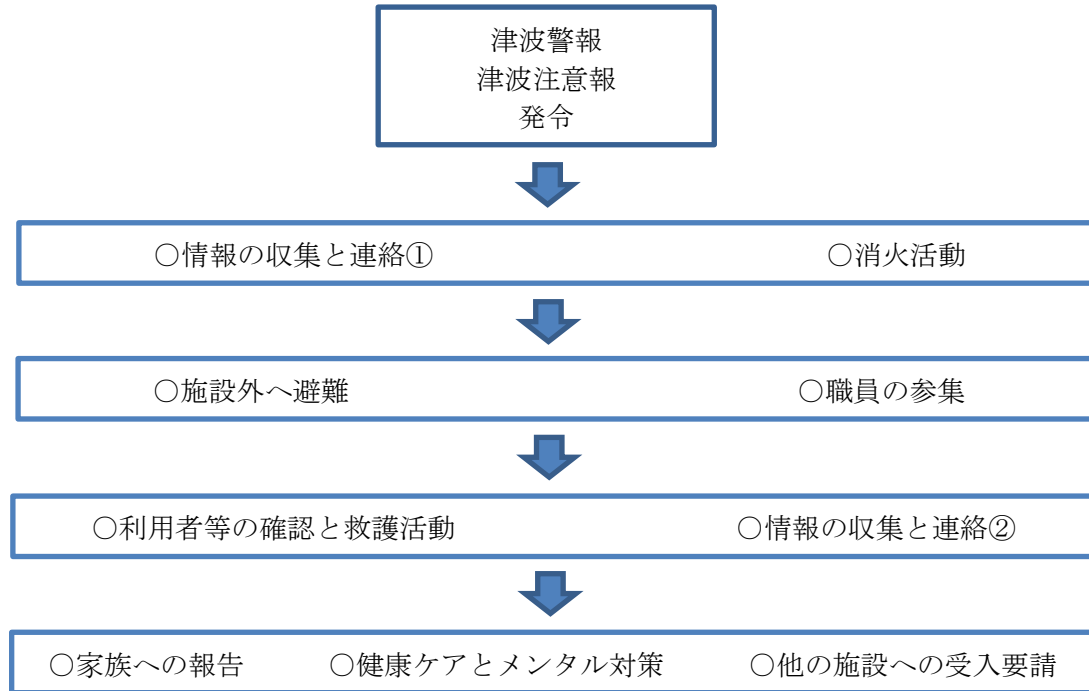 津波警報
津波注意報
発令
○情報の収集と連絡① ○消火活動
○施設外へ避難 ○職員の参集
○利用者等の確認と救護活動 ○情報の収集と連絡②
○家族への報告 ○健康ケアとメンタル対策 ○他の施設への受入要請